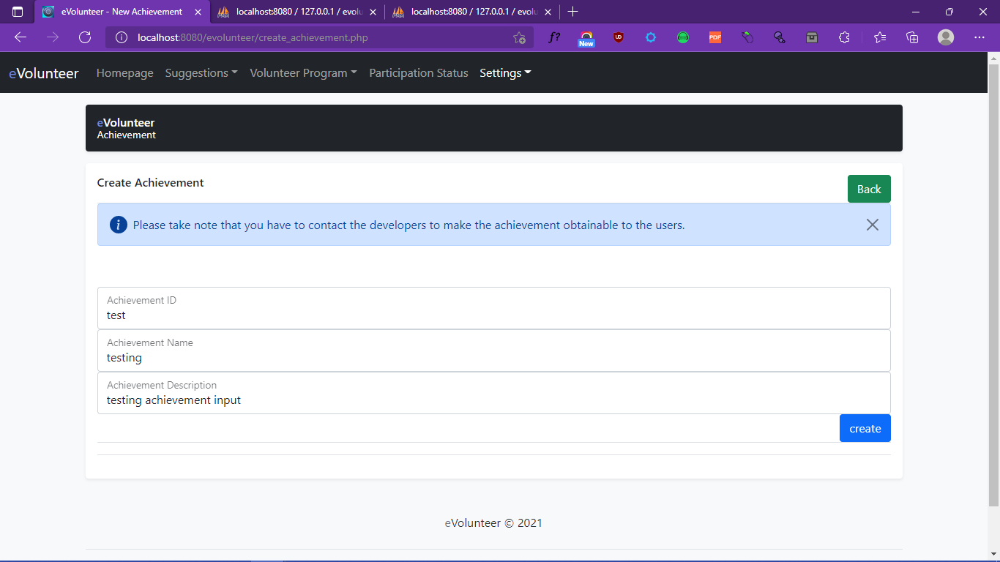 eVolunteer - New Achievement
localhost:8080 / 127.0.0.1 / evolu
localhost:8080 / 127.0.0.1 / evolu
localhost:8080/evolunteer/create_achievement.php
f?
New
UD
PDF
eVolunteer Homepage Suggestions Volunteer Program Participation Status Settings
eVolunteer
Achievement
Create Achievement
Back
i Please take note that you have to contact the developers to make the achievement obtainable to the users.
Achievement ID
test
Achievement Name
testing
Achievement Description
testing achievement input
create
eVolunteer © 2021